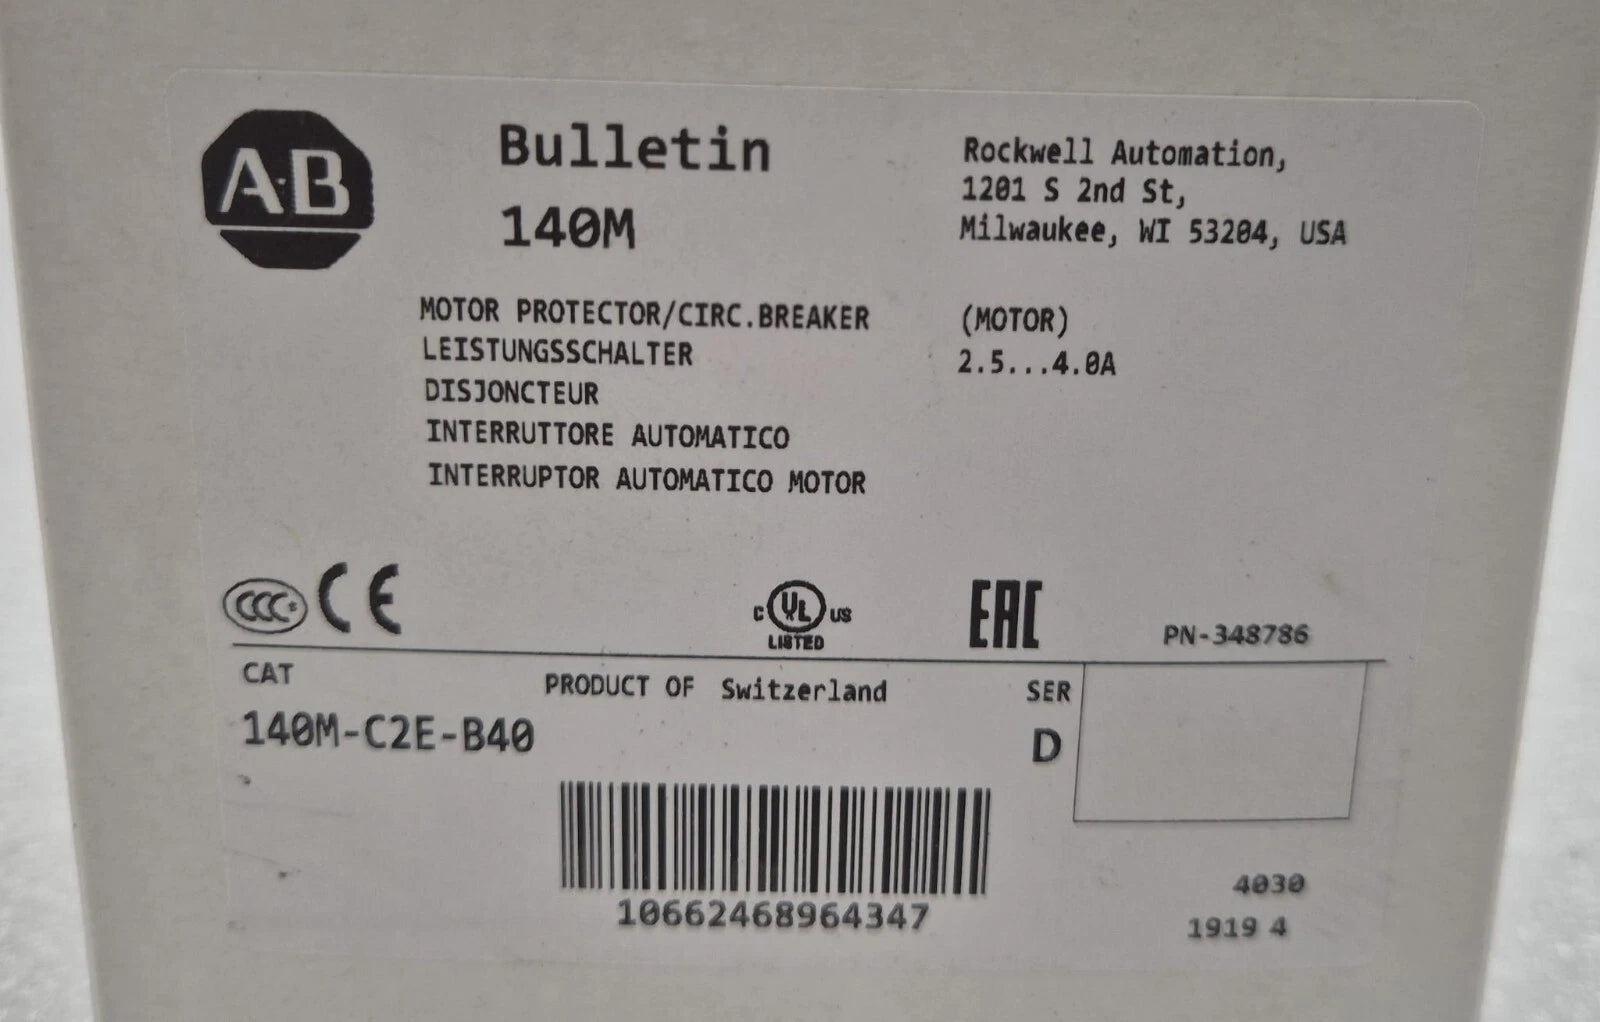 A-B
Bulletin
140M
Rockwell Automation,
1201 S 2nd St,
Milwaukee, WI 53204, USA
MOTOR PROTECTOR/CIRC.BREAKER
LEISTUNGSSCHALTER
DISJONCTEUR
INTERRUTTORE AUTOMATICO
INTERRUPTOR AUTOMATICO MOTOR
(MOTOR)
2.5...4.0A
CCC CE
C UL US
LISTED
EAC
PN-348786
CAT
140M-C2E-B40
PRODUCT OF Switzerland
SER
D
10662468964347
4030
1919 4